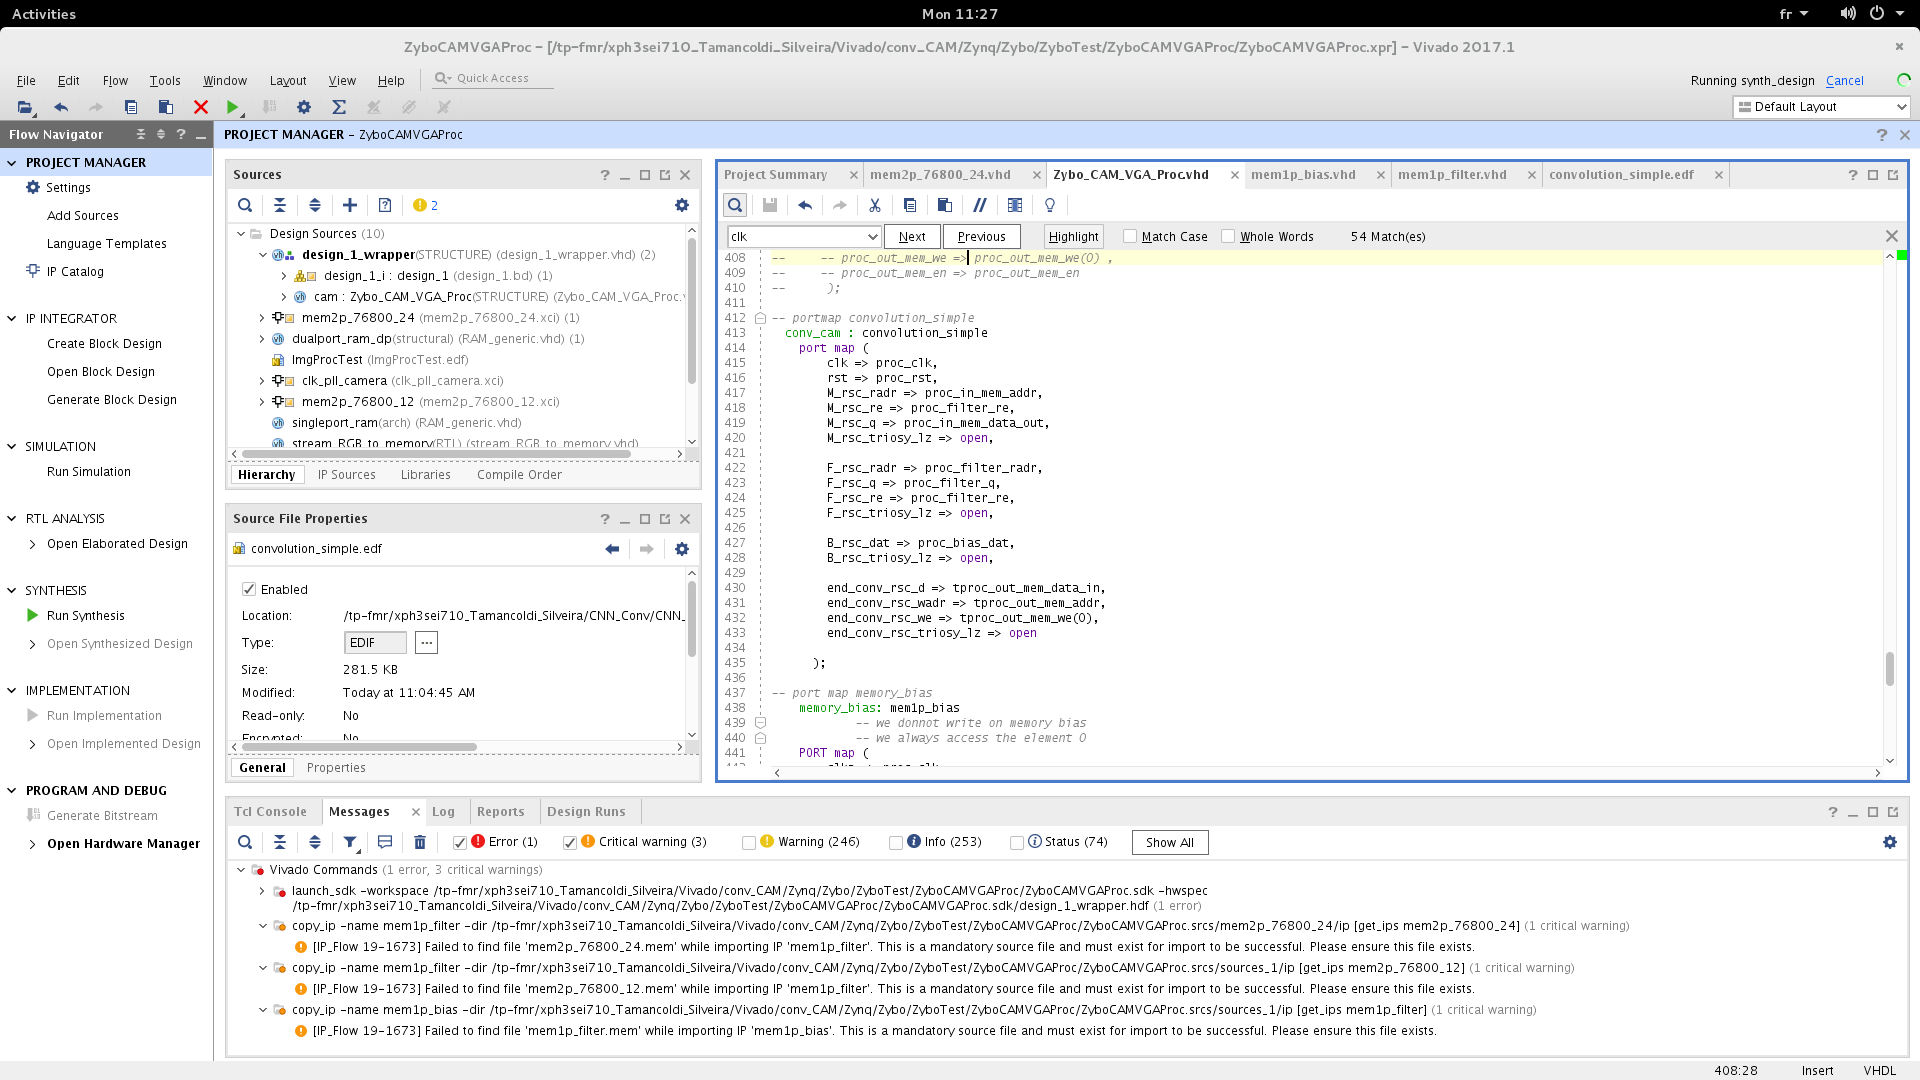 Activities
Mon 11:27
fr
ZyboCAMVGAProc - [/tp-fmr/xph3sei710_Tamancoldi_Silveira/Vivado/conv_CAM/Zynq/Zybo/ZyboTest/ZyboCAMVGAProc/ZyboCAMVGAProc.xpr] - Vivado 2017.1
File Edit Flow Tools Window Layout View Help Quick Access
Running synth_design Cancel
Default Layout
Flow Navigator
PROJECT MANAGER
Settings
Add Sources
Language Templates
IP Catalog
IP INTEGRATOR
Create Block Design
Open Block Design
Generate Block Design
SIMULATION
Run Simulation
RTL ANALYSIS
Open Elaborated Design
SYNTHESIS
Run Synthesis
Open Synthesized Design
IMPLEMENTATION
Run Implementation
Open Implemented Design
PROGRAM AND DEBUG
Generate Bitstream
Open Hardware Manager
PROJECT MANAGER - ZyboCAMVGAProc
Sources
2
Design Sources (10)
design_1_wrapper(STRUCTURE) (design_1_wrapper.vhd) (2)
design_1_i : design_1 (design_1.bd) (1)
cam : Zybo_CAM_VGA_Proc(STRUCTURE) (Zybo_CAM_VGA_Proc.v
mem2p_76800_24 (mem2p_76800_24.xci) (1)
dualport_ram_dp(structural) (RAM_generic.vhd) (1)
ImgProcTest (ImgProcTest.edf)
clk_pll_camera (clk_pll_camera.xci)
mem2p_76800_12 (mem2p_76800_12.xci)
singleport_ram(arch) (RAM_generic.vhd)
stream_RGB_to_memory(RTL) (stream_RGB_to_memory.vhd)
Hierarchy IP Sources Libraries Compile Order
Source File Properties
convolution_simple.edf
Enabled
Location: /tp-fmr/xph3sei710_Tamancoldi_Silveira/CNN_Conv/CNN_
Type: EDIF ...
Size: 281.5 KB
Modified: Today at 11:04:45 AM
Read-only: No
Encrypted: No
General Properties
Project Summary mem2p_76800_24.vhd Zybo_CAM_VGA_Proc.vhd mem1p_bias.vhd mem1p_filter.vhd convolution_simple.edf
clk Next Previous Highlight Match Case Whole Words 54 Match(es)
408 -- -- proc_out_mem_we => proc_out_mem_we(0) ,
409 -- -- proc_out_mem_en => proc_out_mem_en
410 -- );
411
412 -- portmap convolution_simple
413 conv_cam : convolution_simple
414 port map (
415 clk => proc_clk,
416 rst => proc_rst,
417 M_rsc_radr => proc_in_mem_addr,
418 M_rsc_re => proc_filter_re,
419 M_rsc_q => proc_in_mem_data_out,
420 M_rsc_triosy_lz => open,
421
422 F_rsc_radr => proc_filter_radr,
423 F_rsc_q => proc_filter_q,
424 F_rsc_re => proc_filter_re,
425 F_rsc_triosy_lz => open,
426
427 B_rsc_dat => proc_bias_dat,
428 B_rsc_triosy_lz => open,
429
430 end_conv_rsc_d => tproc_out_mem_data_in,
431 end_conv_rsc_wadr => tproc_out_mem_addr,
432 end_conv_rsc_we => tproc_out_mem_we(0),
433 end_conv_rsc_triosy_lz => open
434
435 );
436
437 -- port map memory_bias
438 memory_bias: mem1p_bias
439 -- we donnot write on memory bias
440 -- we always access the element 0
441 PORT map (
Tcl Console Messages Log Reports Design Runs
Error (1) Critical warning (3) Warning (246) Info (253) Status (74) Show All
Vivado Commands (1 error, 3 critical warnings)
launch_sdk -workspace /tp-fmr/xph3sei710_Tamancoldi_Silveira/Vivado/conv_CAM/Zynq/Zybo/ZyboTest/ZyboCAMVGAProc/ZyboCAMVGAProc.sdk -hwspec
/tp-fmr/xph3sei710_Tamancoldi_Silveira/Vivado/conv_CAM/Zynq/Zybo/ZyboTest/ZyboCAMVGAProc/ZyboCAMVGAProc.sdk/design_1_wrapper.hdf (1 error)
copy_ip -name mem1p_filter -dir /tp-fmr/xph3sei710_Tamancoldi_Silveira/Vivado/conv_CAM/Zynq/Zybo/ZyboTest/ZyboCAMVGAProc/ZyboCAMVGAProc.srcs/mem2p_76800_24/ip [get_ips mem2p_76800_24] (1 critical warning)
[IP_Flow 19-1673] Failed to find file 'mem2p_76800_24.mem' while importing IP 'mem1p_filter'. This is a mandatory source file and must exist for import to be successful. Please ensure this file exists.
copy_ip -name mem1p_filter -dir /tp-fmr/xph3sei710_Tamancoldi_Silveira/Vivado/conv_CAM/Zynq/Zybo/ZyboTest/ZyboCAMVGAProc/ZyboCAMVGAProc.srcs/sources_1/ip [get_ips mem2p_76800_12] (1 critical warning)
[IP_Flow 19-1673] Failed to find file 'mem2p_76800_12.mem' while importing IP 'mem1p_filter'. This is a mandatory source file and must exist for import to be successful. Please ensure this file exists.
copy_ip -name mem1p_bias -dir /tp-fmr/xph3sei710_Tamancoldi_Silveira/Vivado/conv_CAM/Zynq/Zybo/ZyboTest/ZyboCAMVGAProc/ZyboCAMVGAProc.srcs/sources_1/ip [get_ips mem1p_filter] (1 critical warning)
[IP_Flow 19-1673] Failed to find file 'mem1p_filter.mem' while importing IP 'mem1p_bias'. This is a mandatory source file and must exist for import to be successful. Please ensure this file exists.
408:28 Insert VHDL